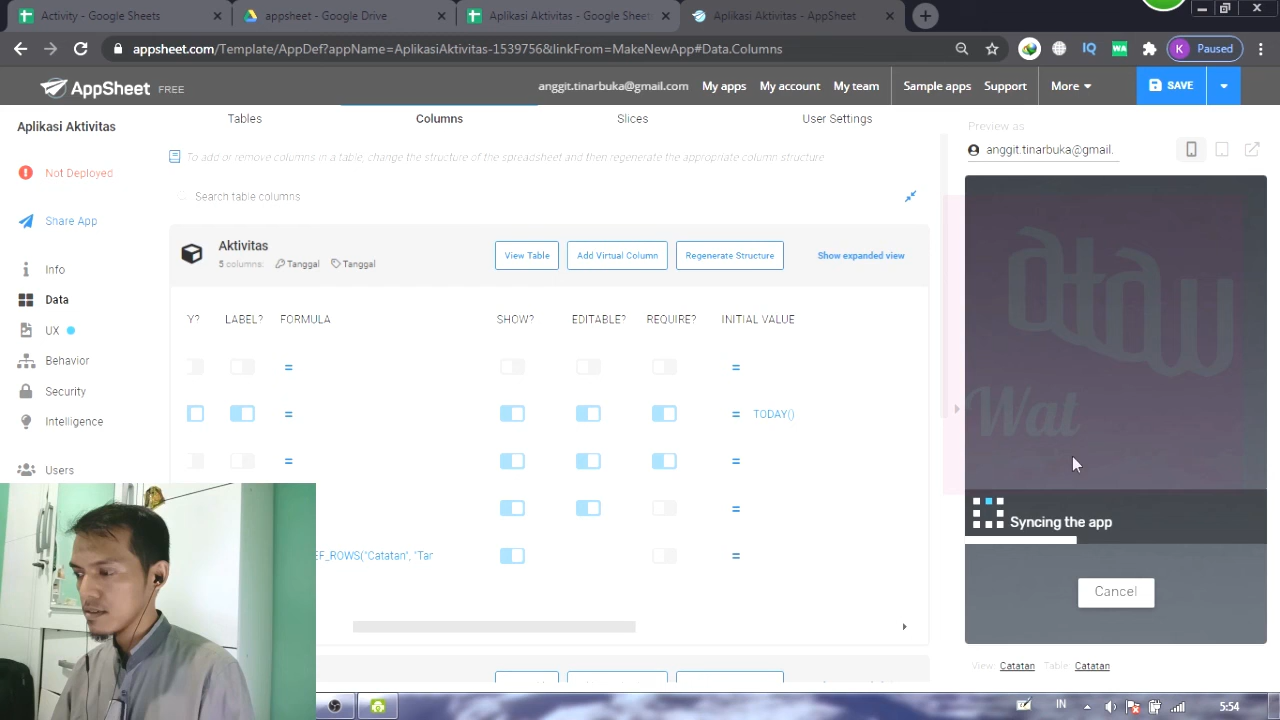 Activity - Google Sheets
appsheet - Google Drive
Aplikasi Aktivitas - Google Sheet
Aplikasi Aktivitas - AppSheet
appsheet.com/Template/AppDef?appName=AplikasiAktivitas-1539756&linkFrom=MakeNewApp#Data.Columns
IQ
WA
K Paused
AppSheet FREE
anggit.tinarbuka@gmail.com My apps My account My team Sample apps Support More SAVE
Aplikasi Aktivitas
Tables Columns Slices User Settings
Preview as
anggit.tinarbuka@gmail.
To add or remove columns in a table, change the structure of the spreadsheet and then regenerate the appropriate column structure
Not Deployed
Search table columns
Share App
Aktivitas
5 columns: Tanggal Tanggal
View Table Add Virtual Column Regenerate Structure Show expanded view
Info
Data
UX
Behavior
Security
Intelligence
Users
Y? LABEL? FORMULA SHOW? EDITABLE? REQUIRE? INITIAL VALUE
= =
= = TODAY()
= =
=
EF_ROWS("Catatan", "Tar =
atau
Wat
Syncing the app
Cancel
View: Catatan Table: Catatan
IN 5:54